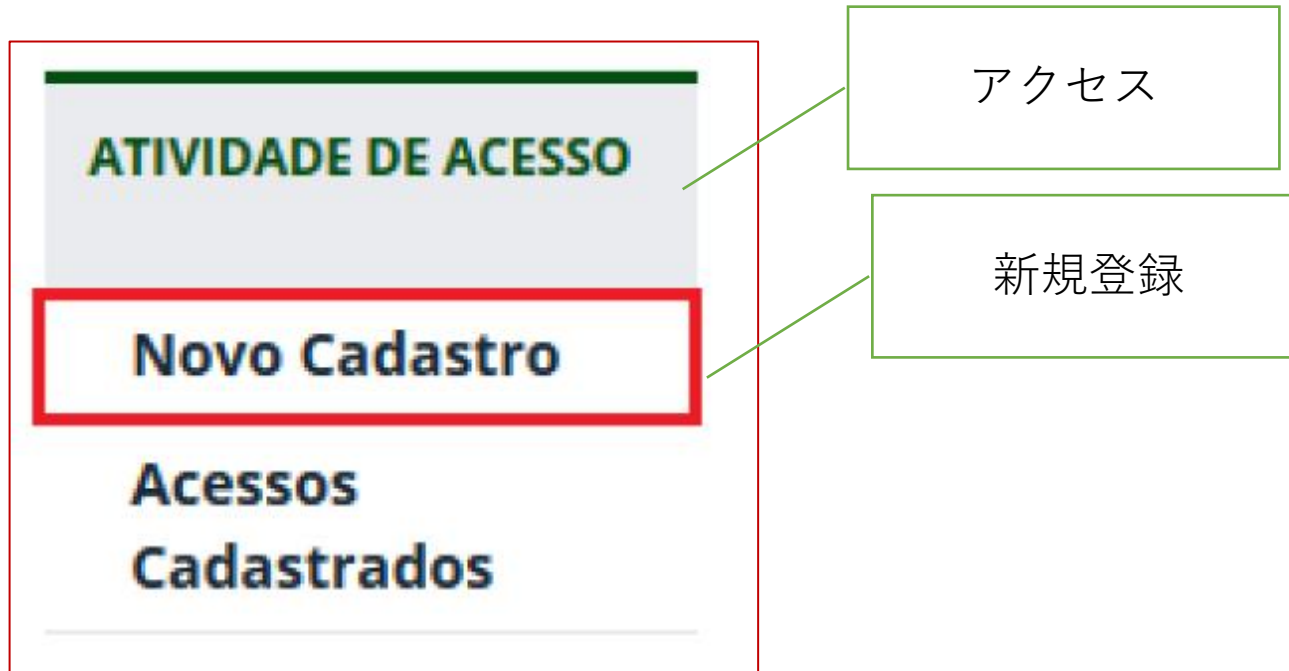 ATIVIDADE DE ACESSO
Novo Cadastro
Acessos
Cadastrados
アクセス
新規登録